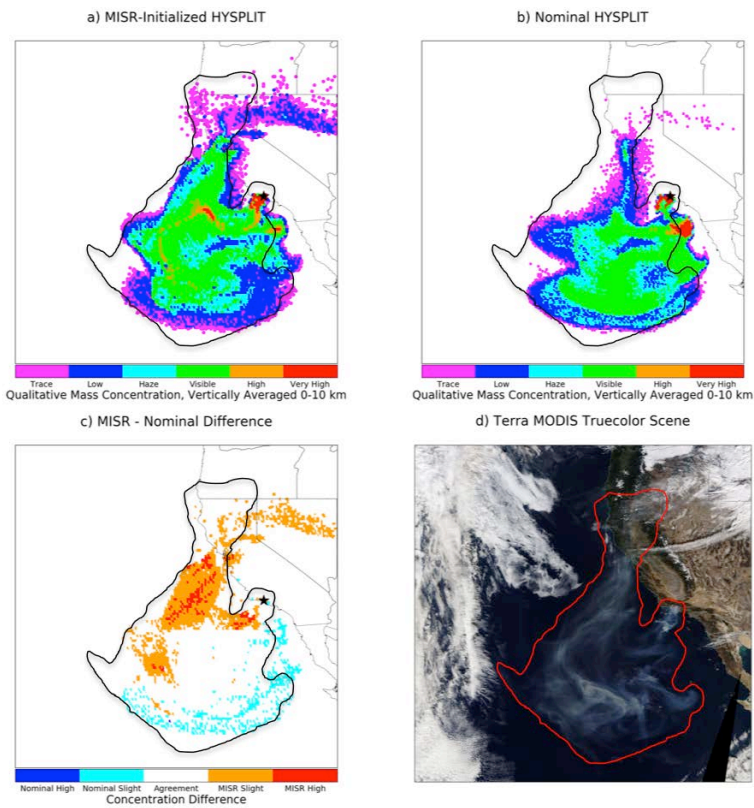 a) MISR-Initialized HYSPLIT
b) Nominal HYSPLIT
Trace Low Haze Visible High Very High
Qualitative Mass Concentration, Vertically Averaged 0-10 km
Trace Low Haze Visible High Very High
Qualitative Mass Concentration, Vertically Averaged 0-10 km
c) MISR - Nominal Difference
d) Terra MODIS Truecolor Scene
Nominal High Nominal Slight Agreement MISR Slight MISR High
Concentration Difference